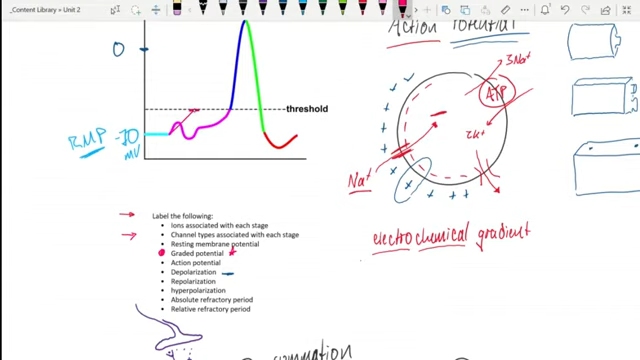 _Content Library » Unit 2
Action Potential
0
3Na+
ATP
threshold
RMP -70
mV
2K+
Na+
Label the following:
• Ions associated with each stage
• Channel types associated with each stage
• Resting membrane potential
• Graded potential
• Action potential
• Depolarization
• Repolarization
• hyperpolarization
• Absolute refractory period
• Relative refractory period
electrochemical gradient
summation